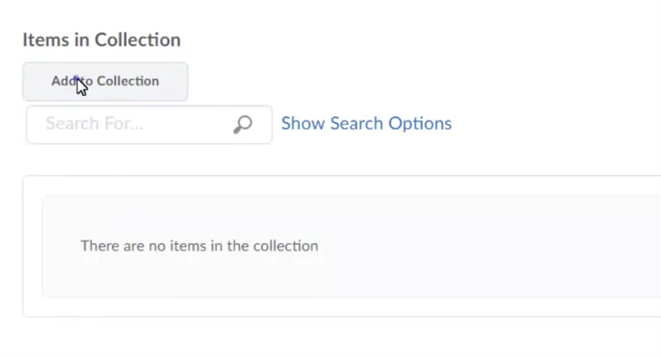 Items in Collection
Add to Collection
Search For...
Show Search Options
There are no items in the collection